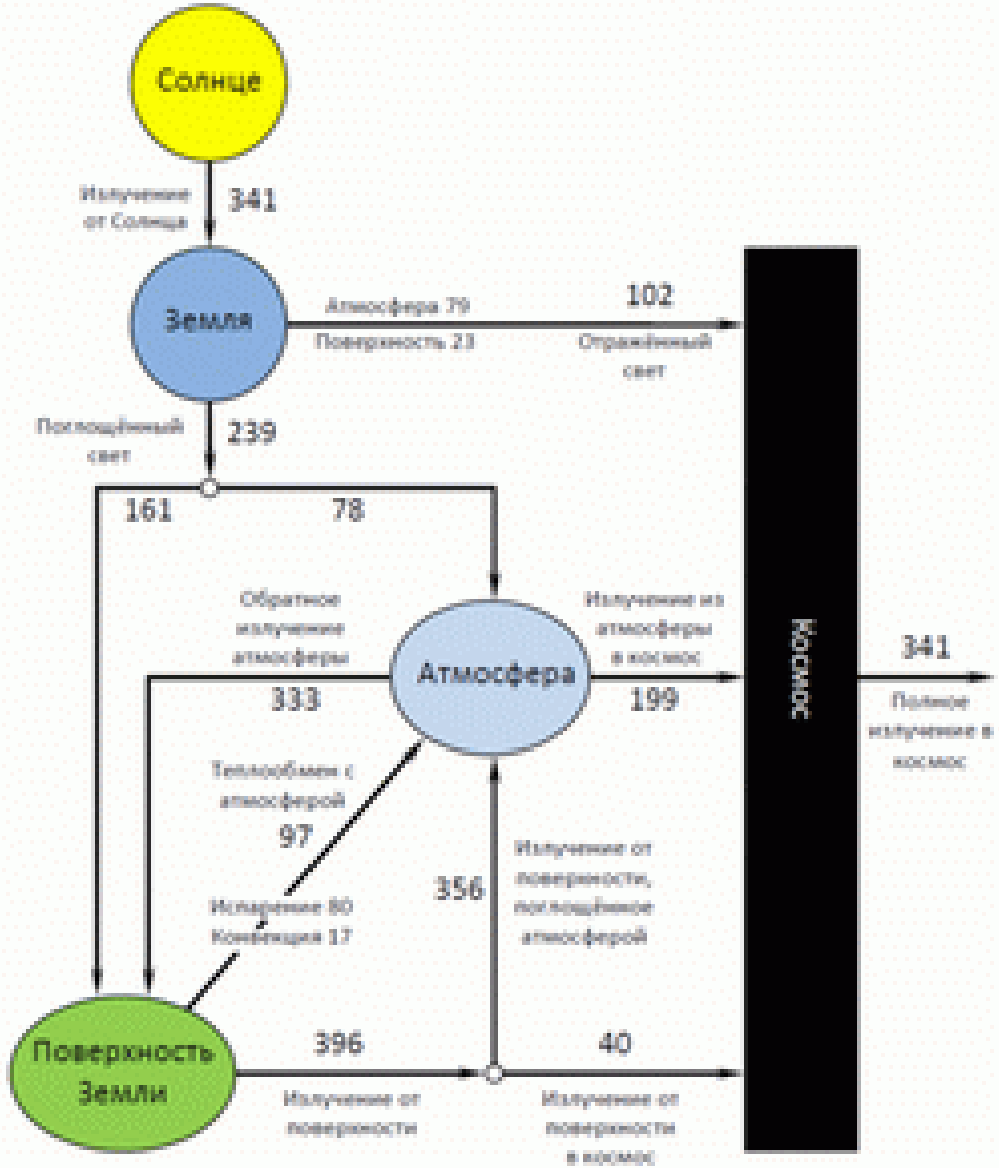 Солнце
Излучение
от Солнца
341
Земля
Атмосфера 79
Поверхность 23
102
Отражённый
свет
Поглощённый
свет
239
161
78
Обратное
излучение
атмосферы
333
Атмосфера
Излучение из
атмосферы
в космос
199
Космос
341
Полное
излучение в
космос
Теплообмен с
атмосферой
97
Испарение 80
Конвекция 17
356
Излучение от
поверхности,
поглощённое
атмосферой
Поверхность
Земли
396
Излучение от
поверхности
40
Излучение от
поверхности
в космос